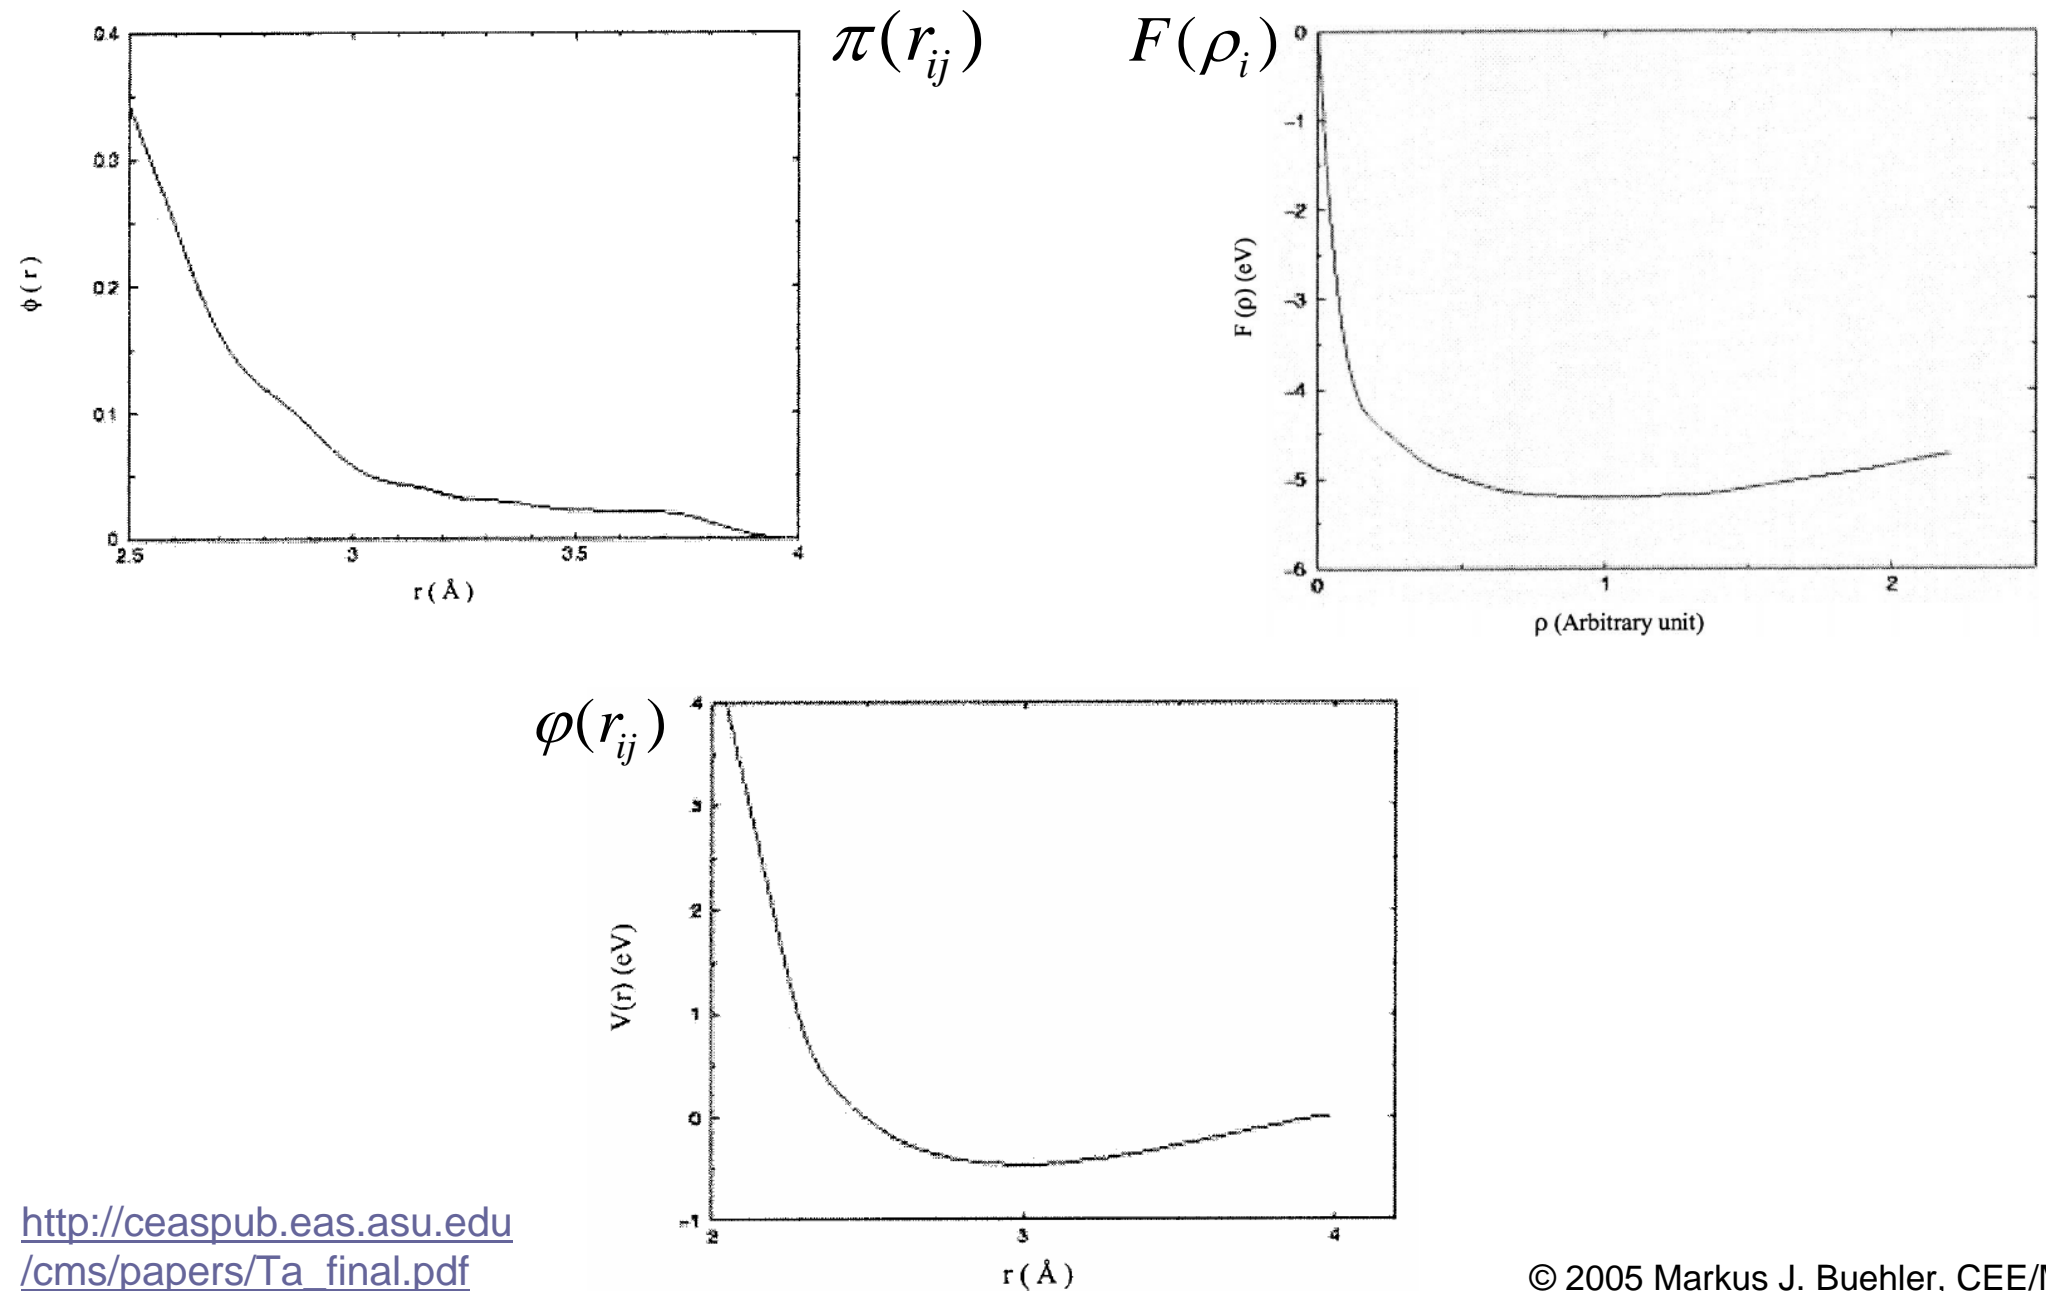 π(r_ij)
0.4
0.3
0.2
0.1
0
2.5 3 3.5 4
ϕ ( r )
r ( Å )
F(ρ_i)
0
–1
–2
–3
–4
–5
–6
0 1 2
F (ρ) (eV)
ρ (Arbitrary unit)
φ(r_ij)
4
3
2
1
0
–1
2 3 4
V(r) (eV)
r ( Å )
http://ceaspub.eas.asu.edu
/cms/papers/Ta_final.pdf
© 2005 Markus J. Buehler, CEE/